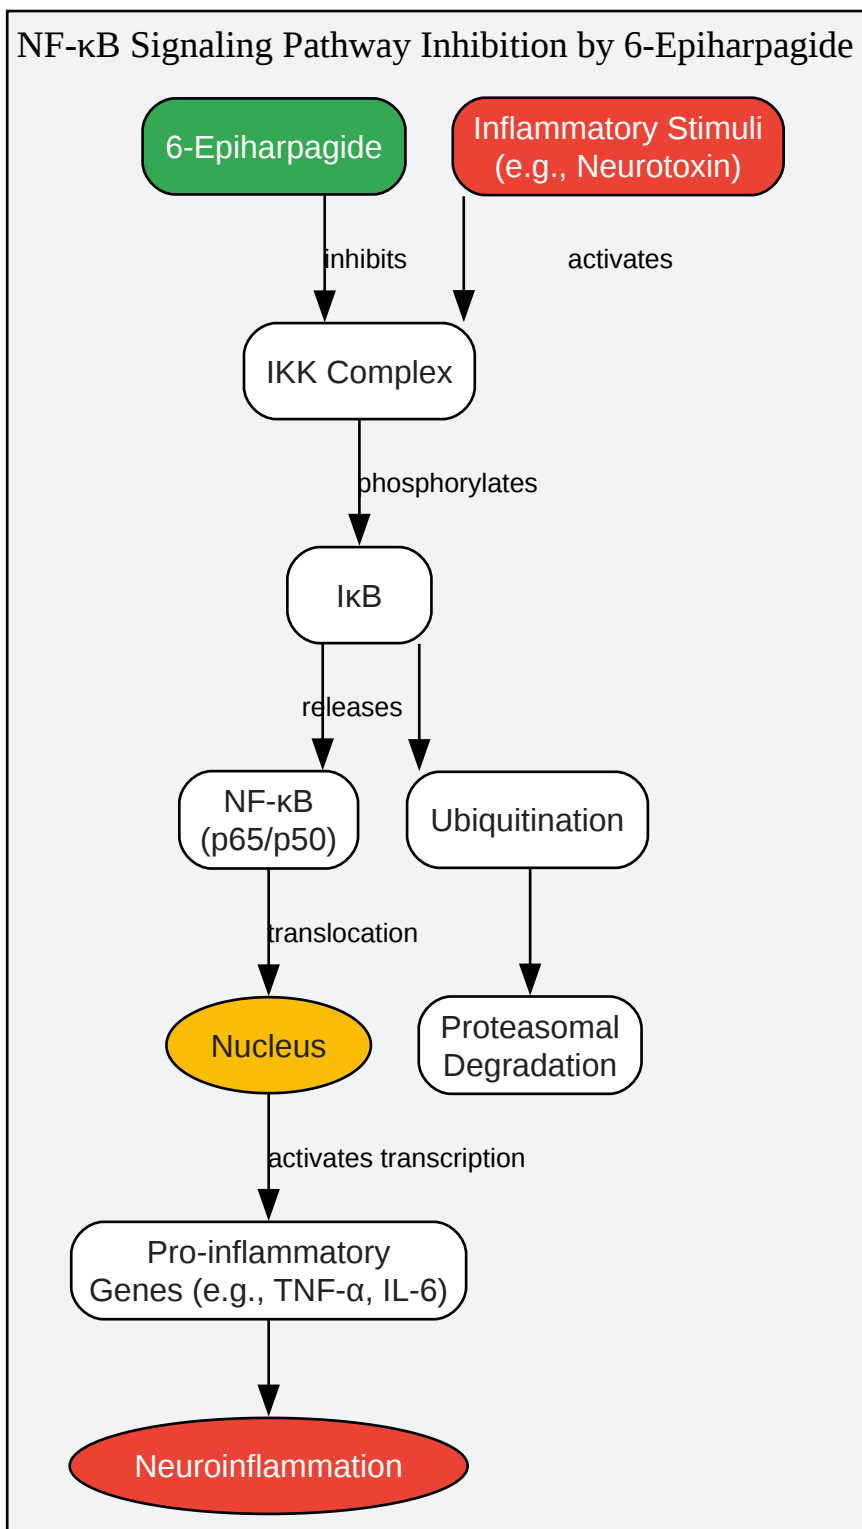 NF-κB Signaling Pathway Inhibition by 6-Epiharpagide
6-Epiharpagide
Inflammatory Stimuli
(e.g., Neurotoxin)
inhibits
activates
IKK Complex
phosphorylates
IκB
releases
NF-κB
(p65/p50)
Ubiquitination
translocation
Nucleus
Proteasomal
Degradation
activates transcription
Pro-inflammatory
Genes (e.g., TNF-α, IL-6)
Neuroinflammation